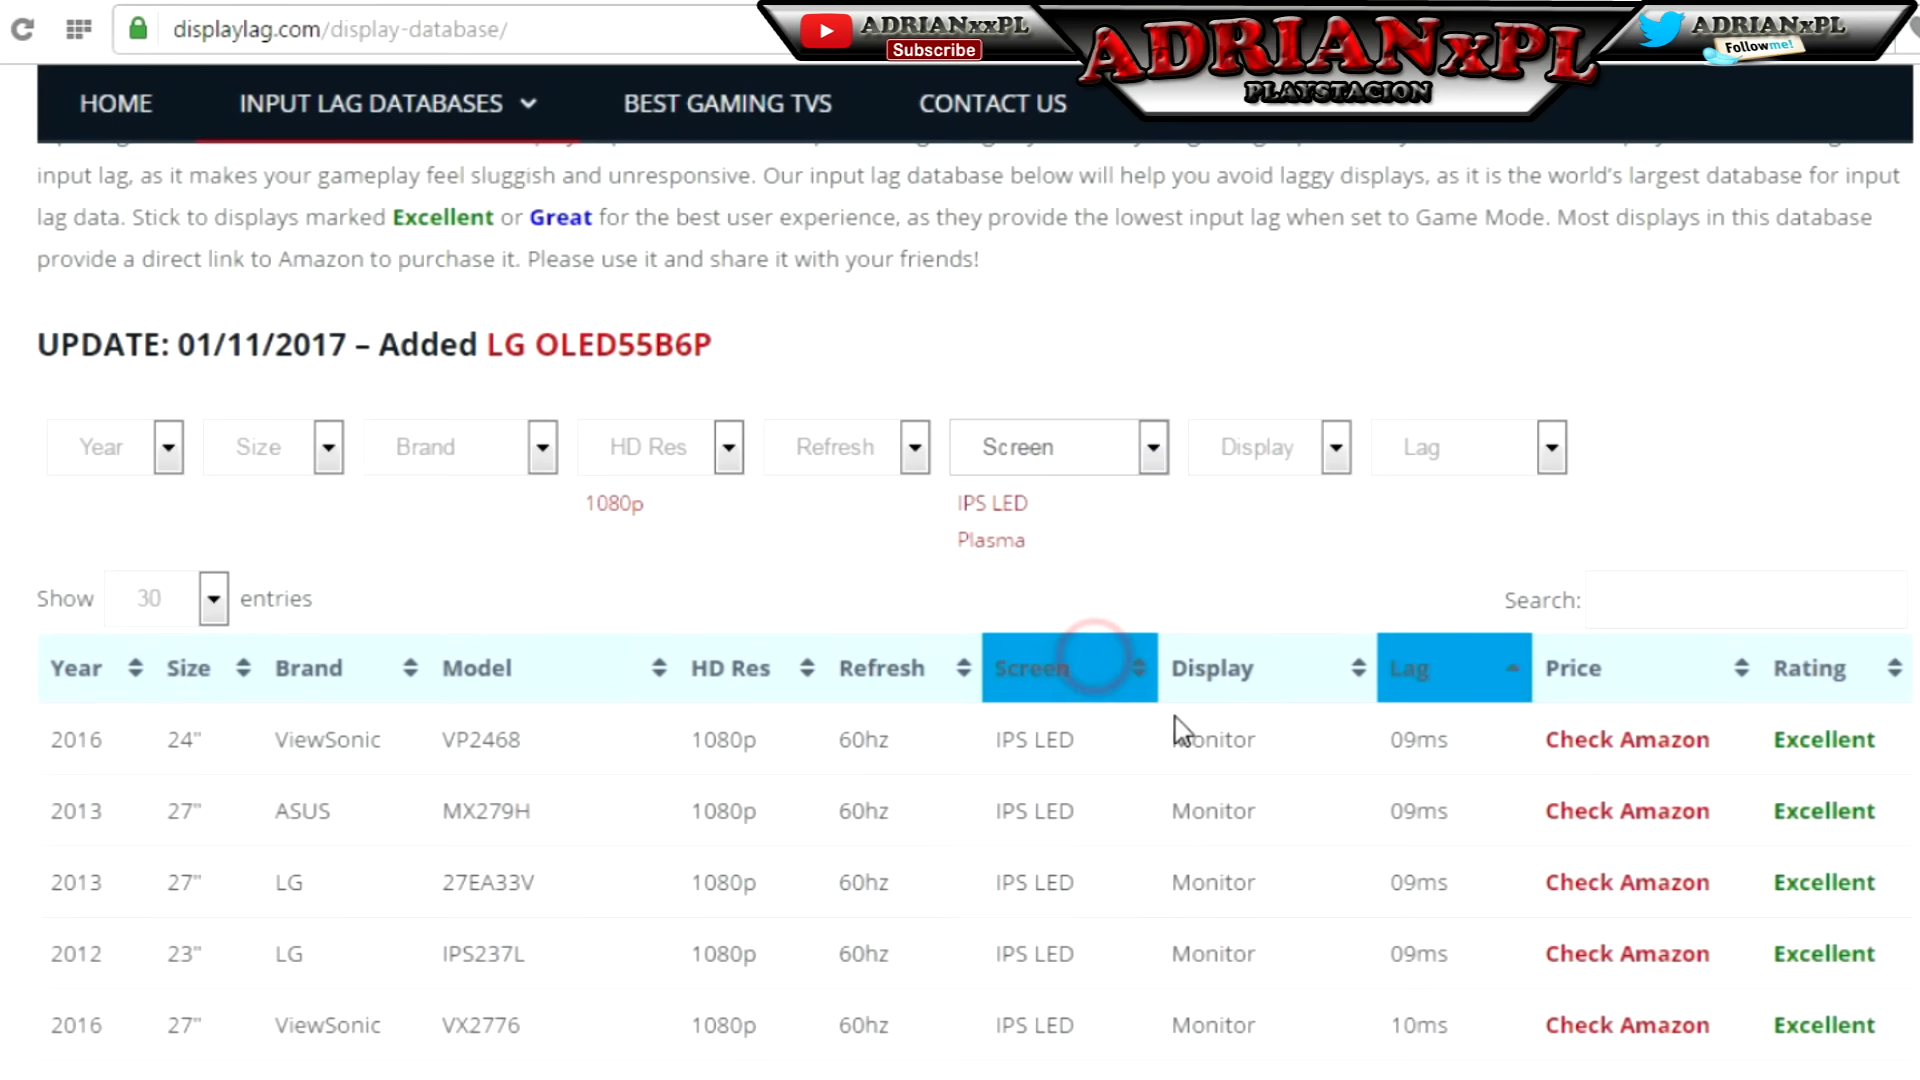 displaylag.com/display-database/
ADRIANxxPL
Subscribe
ADRIANxPL
PLAYSTACION
ADRIANxPL
Follow me!
HOME
INPUT LAG DATABASES
BEST GAMING TVS
CONTACT US
input lag, as it makes your gameplay feel sluggish and unresponsive. Our input lag database below will help you avoid laggy displays, as it is the world's largest database for input
lag data. Stick to displays marked Excellent or Great for the best user experience, as they provide the lowest input lag when set to Game Mode. Most displays in this database
provide a direct link to Amazon to purchase it. Please use it and share it with your friends!
UPDATE: 01/11/2017 – Added LG OLED55B6P
Year Size Brand HD Res Refresh Screen Display Lag
1080p IPS LED
Plasma
Show 30 entries Search:
Year Size Brand Model HD Res Refresh Screen Display Lag Price Rating
2016 24" ViewSonic VP2468 1080p 60hz IPS LED Monitor 09ms Check Amazon Excellent
2013 27" ASUS MX279H 1080p 60hz IPS LED Monitor 09ms Check Amazon Excellent
2013 27" LG 27EA33V 1080p 60hz IPS LED Monitor 09ms Check Amazon Excellent
2012 23" LG IPS237L 1080p 60hz IPS LED Monitor 09ms Check Amazon Excellent
2016 27" ViewSonic VX2776 1080p 60hz IPS LED Monitor 10ms Check Amazon Excellent